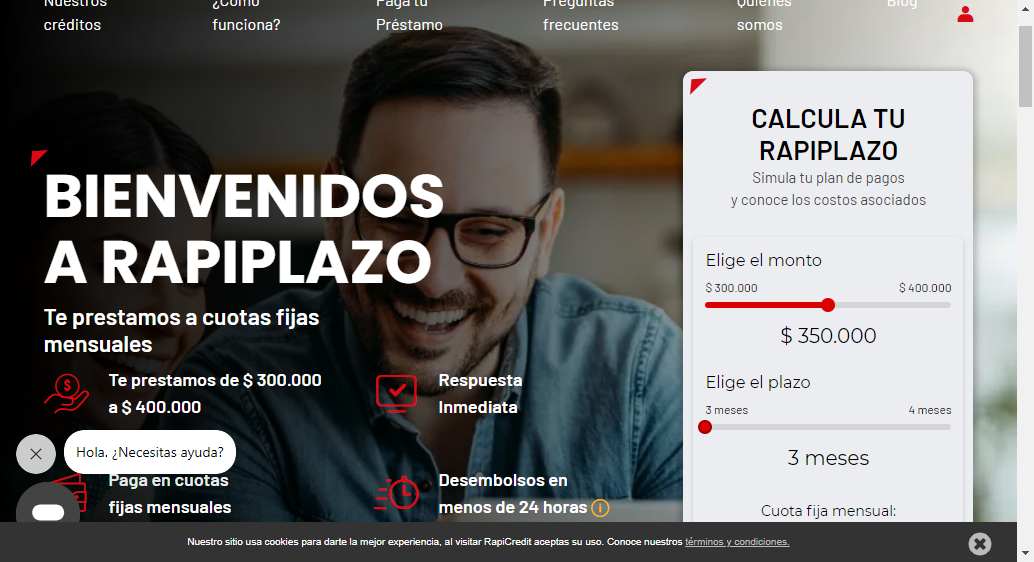 Nuestros
créditos
¿Cómo
funciona?
Paga tu
Préstamo
Preguntas
frecuentes
Quiénes
somos
Blog
BIENVENIDOS
A RAPIPLAZO
Te prestamos a cuotas fijas
mensuales
Te prestamos de $ 300.000
a $ 400.000
Respuesta
Inmediata
Hola. ¿Necesitas ayuda?
Paga en cuotas
fijas mensuales
Desembolsos en
menos de 24 horas
CALCULA TU
RAPIPLAZO
Simula tu plan de pagos
y conoce los costos asociados
Elige el monto
$ 300.000
$ 400.000
$ 350.000
Elige el plazo
3 meses
4 meses
3 meses
Cuota fija mensual:
Nuestro sitio usa cookies para darte la mejor experiencia, al visitar RapiCredit aceptas su uso. Conoce nuestros términos y condiciones.